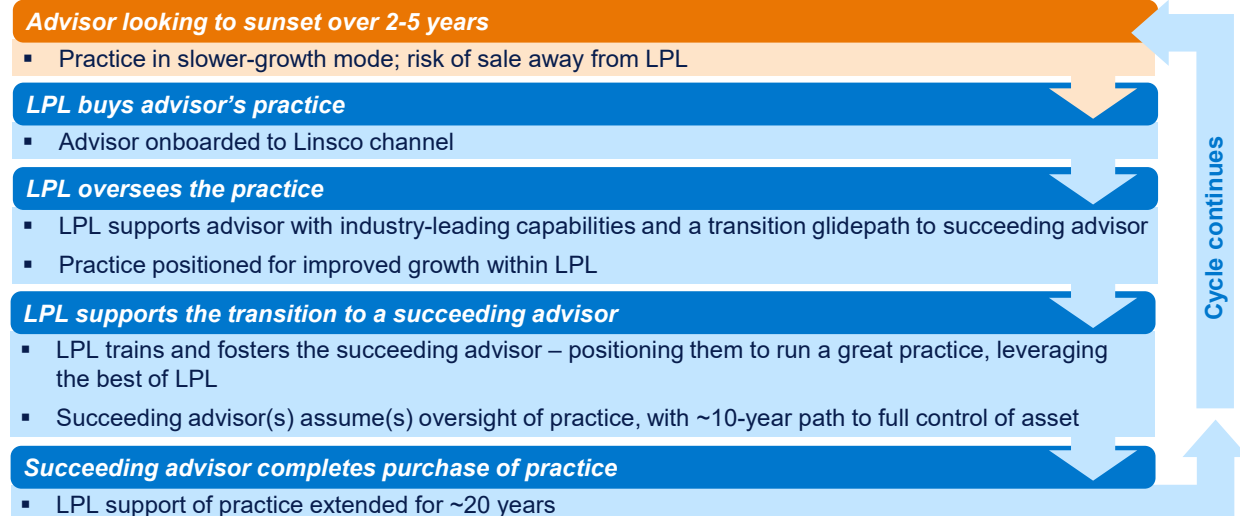 Advisor looking to sunset over 2-5 years
▪ Practice in slower-growth mode; risk of sale away from LPL
LPL buys advisor’s practice
▪ Advisor onboarded to Linsco channel
LPL oversees the practice
▪ LPL supports advisor with industry-leading capabilities and a transition glidepath to succeeding advisor
▪ Practice positioned for improved growth within LPL
LPL supports the transition to a succeeding advisor
▪ LPL trains and fosters the succeeding advisor – positioning them to run a great practice, leveraging
the best of LPL
▪ Succeeding advisor(s) assume(s) oversight of practice, with ~10-year path to full control of asset
Succeeding advisor completes purchase of practice
▪ LPL support of practice extended for ~20 years
Cycle continues